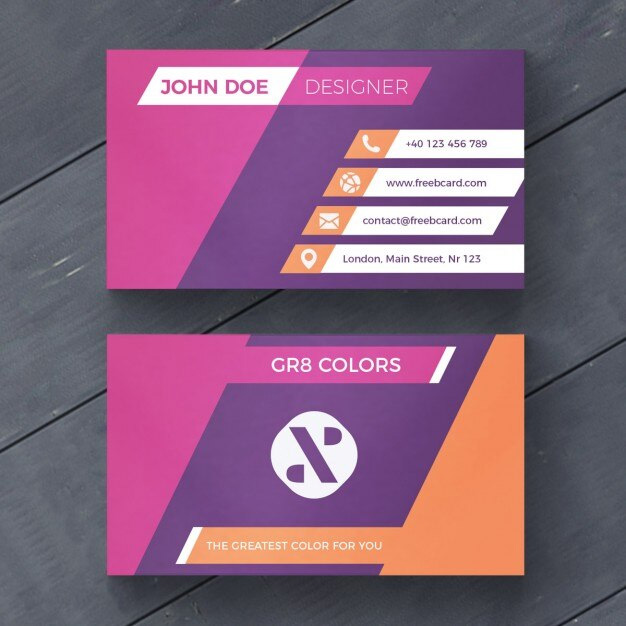 JOHN DOE DESIGNER
+40 123 456 789
www.freebcard.com
contact@freebcard.com
London, Main Street, Nr 123
GR8 COLORS
THE GREATEST COLOR FOR YOU